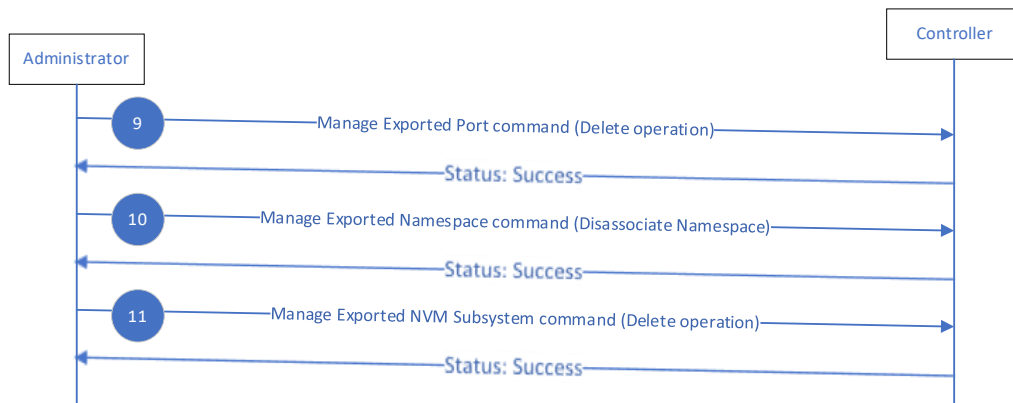 Controller
Administrator
9
Manage Exported Port command (Delete operation)
Status: Success
10
Manage Exported Namespace command (Disassociate Namespace)
Status: Success
11
Manage Exported NVM Subsystem command (Delete operation)
Status: Success